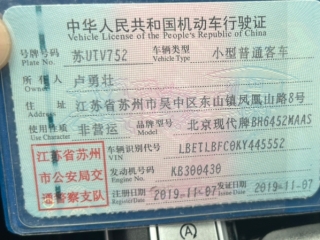 中华人民共和国机动车行驶证
Vehicle License of the People's Republic of China
号牌号码 苏UTV752 车辆类型 小型普通客车
Plate No. Vehicle Type
所有人 卢勇壮
Owner
住址 江苏省苏州市吴中区东山镇凤凰山路8号
Address
使用性质 非营运 品牌型号 北京现代牌BH6452MAAS
Use Character Model
江苏省苏州市公安局交通警察支队
车辆识别代号 LBETLBFC0KY445552
VIN
发动机号码 KB300430
Engine No.
注册日期 2019-11-07 发证日期 2019-11-07
Register Date Issue Date